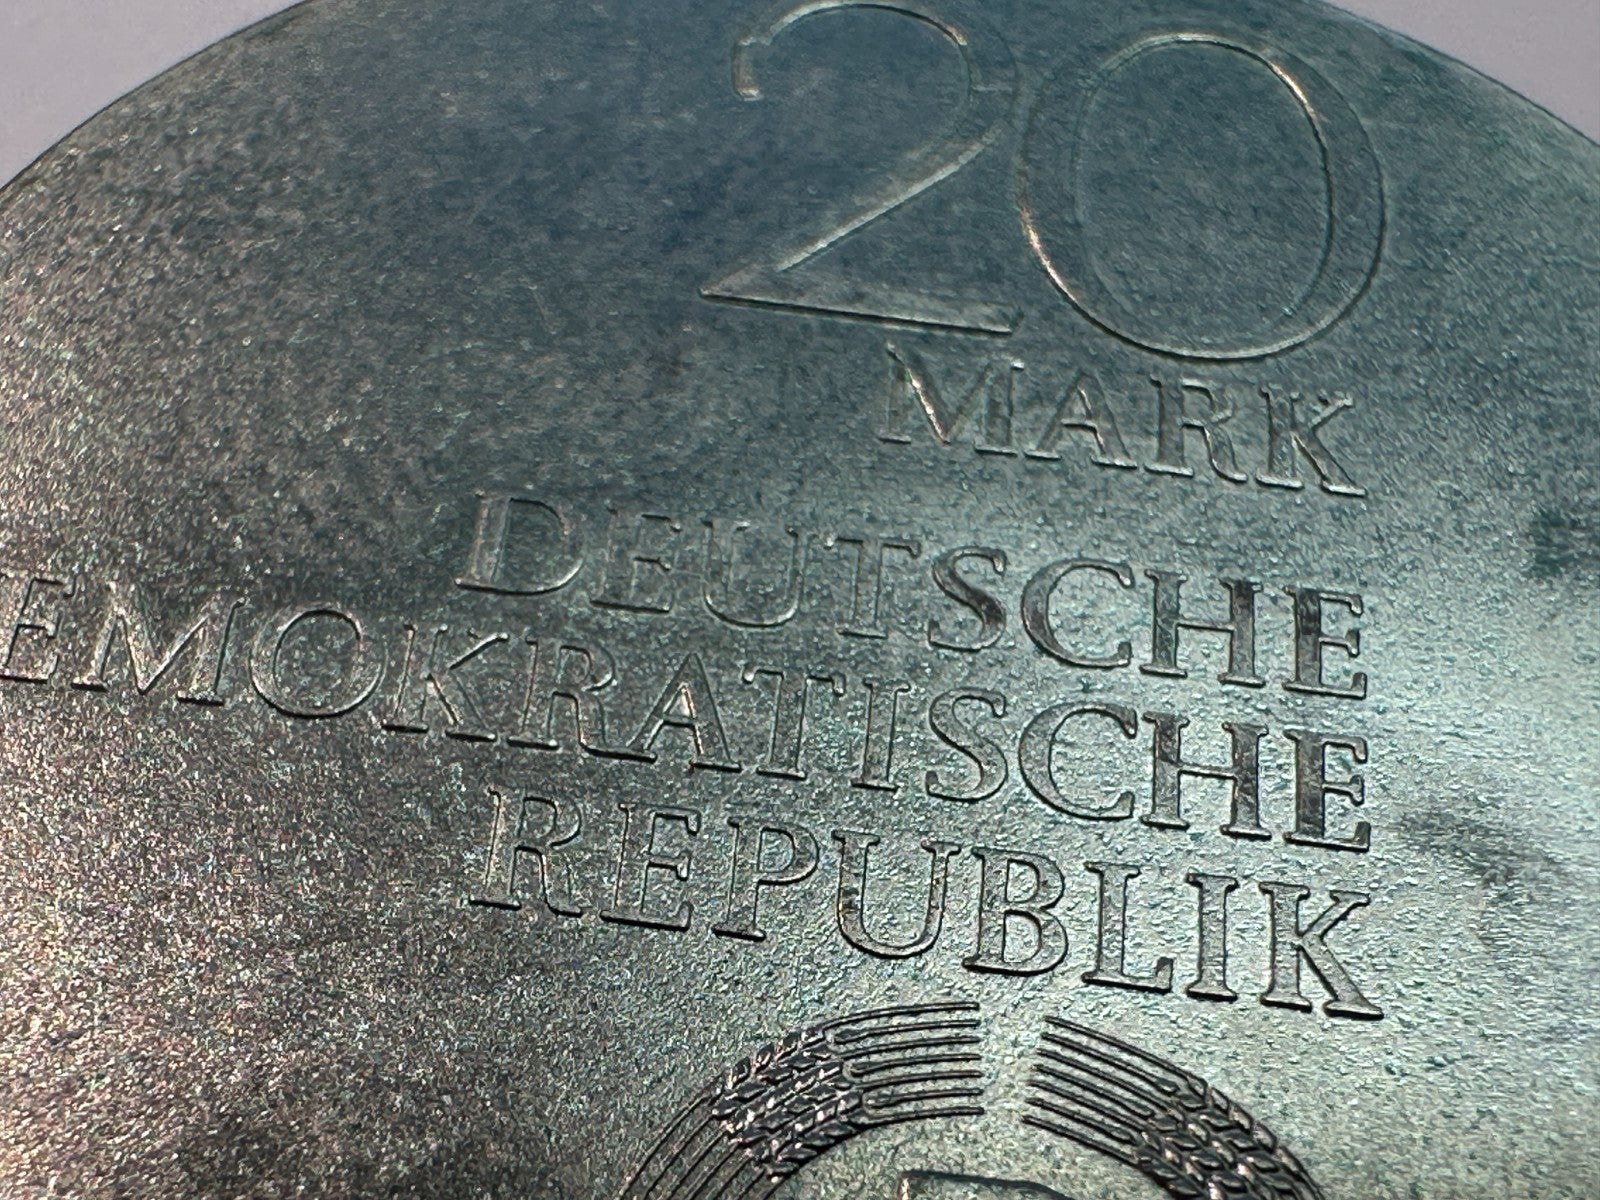 20
MARK
DEUTSCHE
EMOKRATISCHE
REPUBLIK